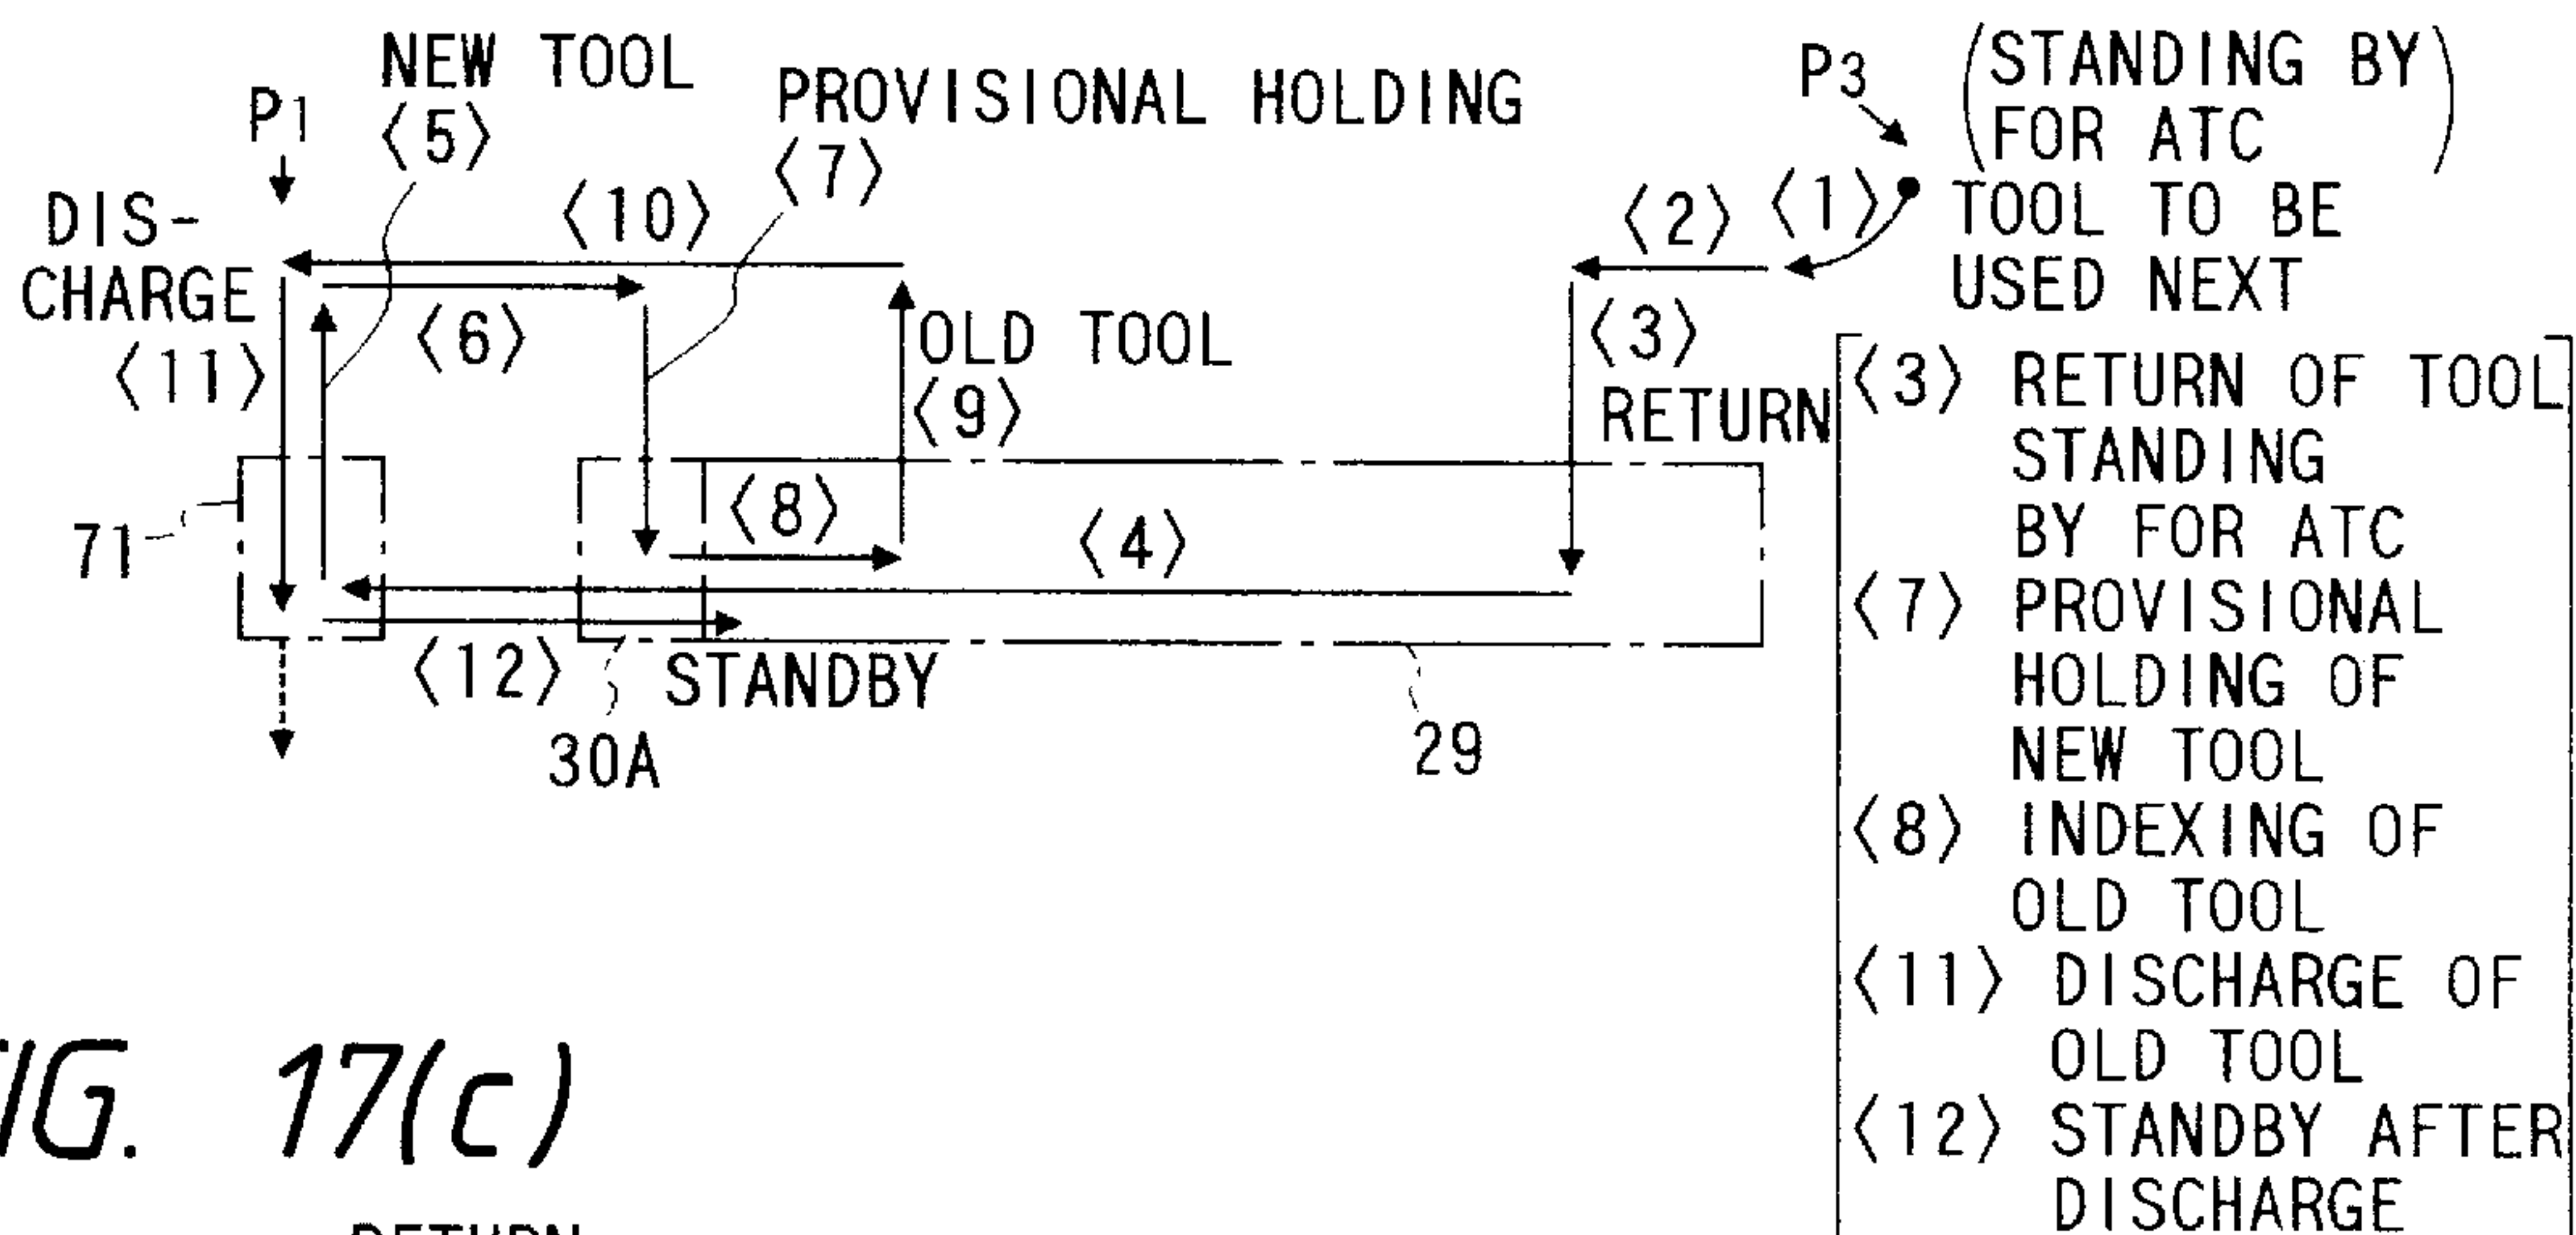 NEW TOOL
P1
〈5〉
PROVISIONAL HOLDING
〈7〉
P3
(STANDING BY
FOR ATC)
DIS-
CHARGE
〈10〉
〈2〉
〈1〉
TOOL TO BE
USED NEXT
〈11〉
〈6〉
OLD TOOL
〈9〉
〈3〉
RETURN
71
〈8〉
〈4〉
〈12〉
STANDBY
30A
29
〈3〉 RETURN OF TOOL
STANDING
BY FOR ATC
〈7〉 PROVISIONAL
HOLDING OF
NEW TOOL
〈8〉 INDEXING OF
OLD TOOL
〈11〉 DISCHARGE OF
OLD TOOL
〈12〉 STANDBY AFTER
DISCHARGE
IG. 17(c)
RETURN